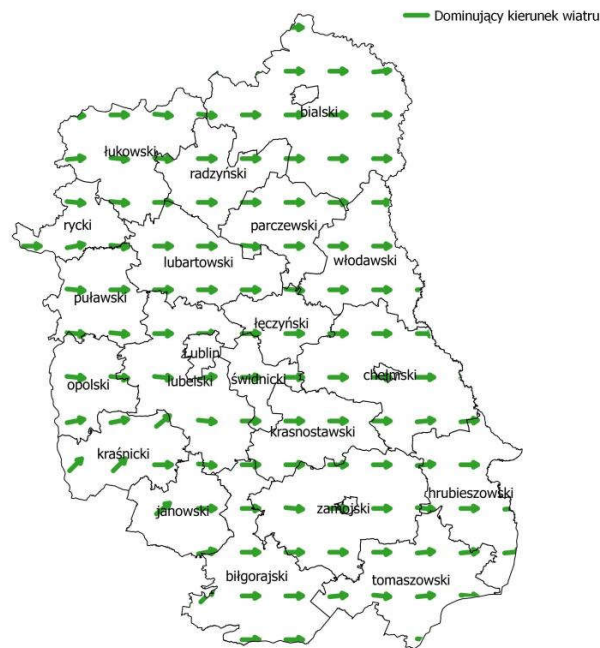 Dominujący kierunek wiatru
bialski
łukowski
radzyński
rycki
parczewski
lubartowski
włodawski
puławski
łęczyński
Lublin
opolski
lubelski
świdnicki
chełmski
krasnostawski
kraśnicki
hrubieszowski
janowski
zamojski
biłgorajski
tomaszowski